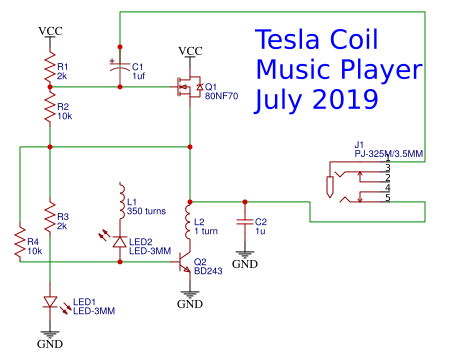 Tesla Coil
Music Player
July 2019
VCC
R1
2k
C1
1uf
VCC
Q1
80NF70
R2
10k
J1
PJ-325M/3.5MM
1
3
2
4
5
L1
350 turns
R3
2k
L2
1 turn
C2
1u
R4
10k
LED2
LED-3MM
GND
Q2
BD243
GND
LED1
LED-3MM
GND